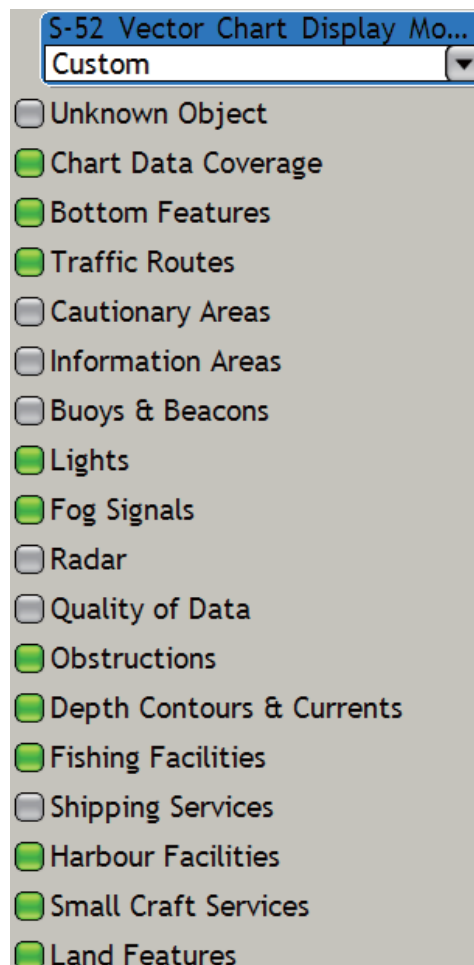 S-52 Vector Chart Display Mo...
Custom
Unknown Object
Chart Data Coverage
Bottom Features
Traffic Routes
Cautionary Areas
Information Areas
Buoys & Beacons
Lights
Fog Signals
Radar
Quality of Data
Obstructions
Depth Contours & Currents
Fishing Facilities
Shipping Services
Harbour Facilities
Small Craft Services
Land Features